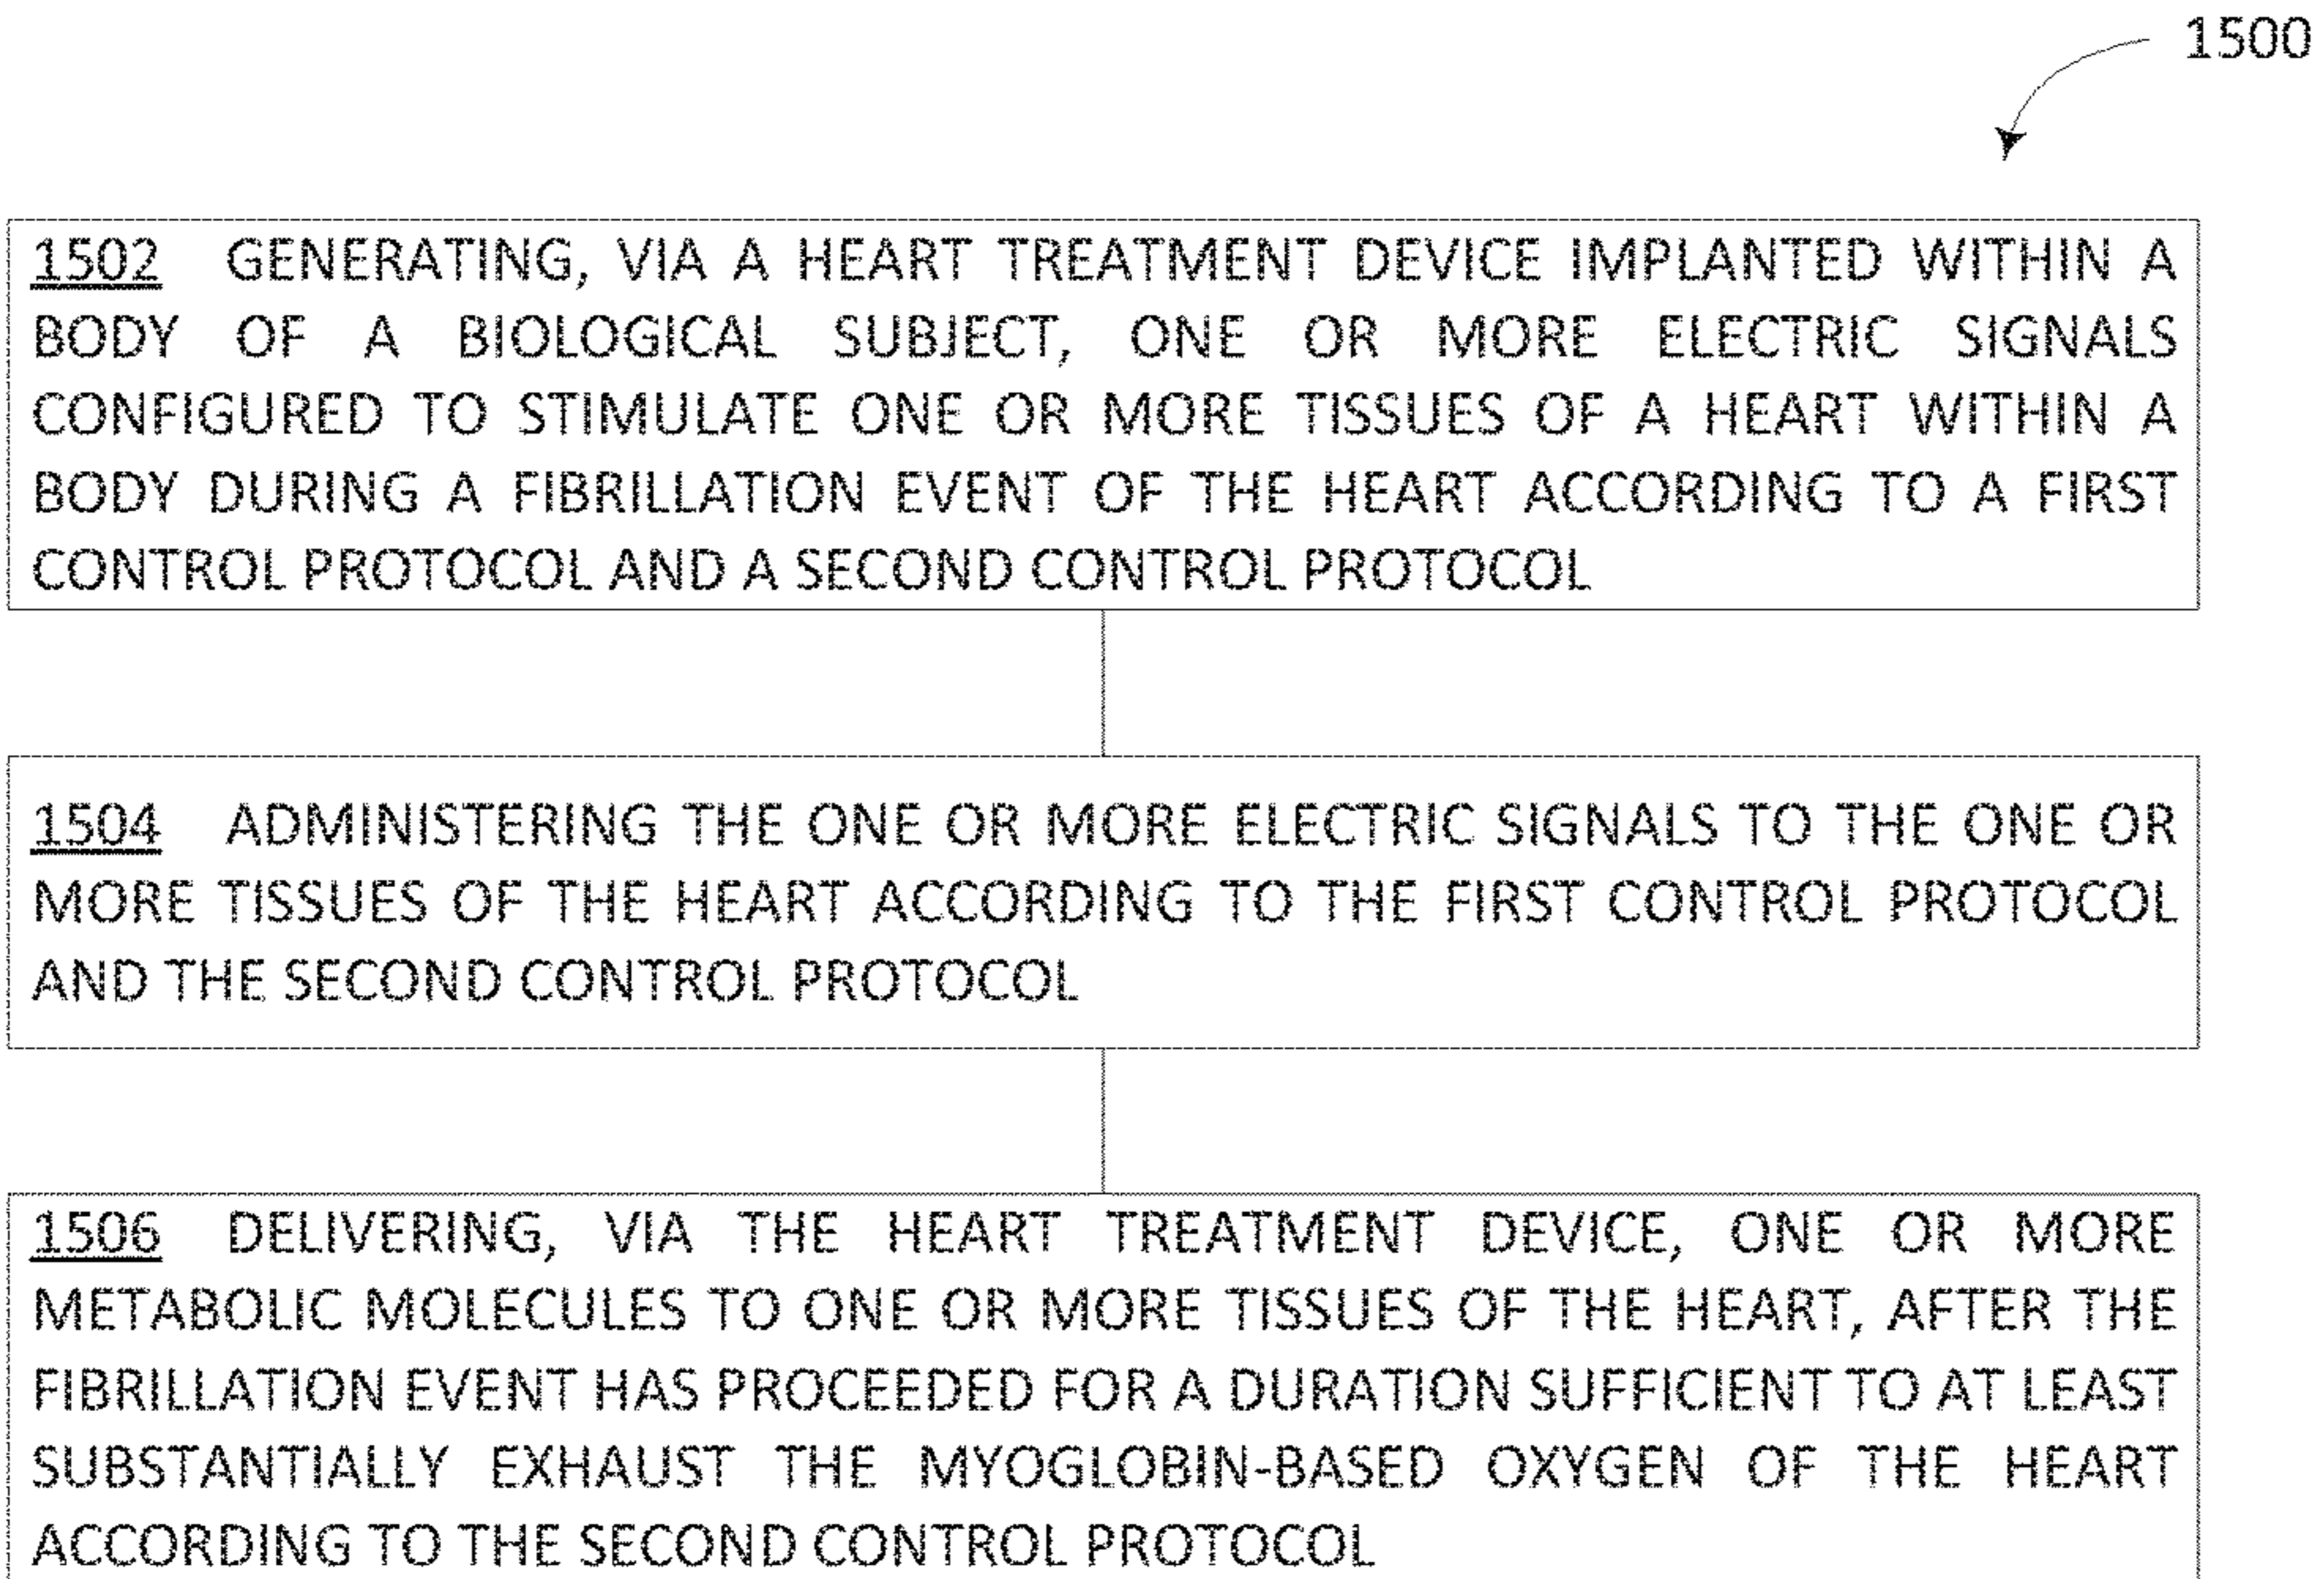 1500
1502 GENERATING, VIA A HEART TREATMENT DEVICE IMPLANTED WITHIN A
BODY OF A BIOLOGICAL SUBJECT, ONE OR MORE ELECTRIC SIGNALS
CONFIGURED TO STIMULATE ONE OR MORE TISSUES OF A HEART WITHIN A
BODY DURING A FIBRILLATION EVENT OF THE HEART ACCORDING TO A FIRST
CONTROL PROTOCOL AND A SECOND CONTROL PROTOCOL
1504 ADMINISTERING THE ONE OR MORE ELECTRIC SIGNALS TO THE ONE OR
MORE TISSUES OF THE HEART ACCORDING TO THE FIRST CONTROL PROTOCOL
AND THE SECOND CONTROL PROTOCOL
1506 DELIVERING, VIA THE HEART TREATMENT DEVICE, ONE OR MORE
METABOLIC MOLECULES TO ONE OR MORE TISSUES OF THE HEART, AFTER THE
FIBRILLATION EVENT HAS PROCEEDED FOR A DURATION SUFFICIENT TO AT LEAST
SUBSTANTIALLY EXHAUST THE MYOGLOBIN-BASED OXYGEN OF THE HEART
ACCORDING TO THE SECOND CONTROL PROTOCOL